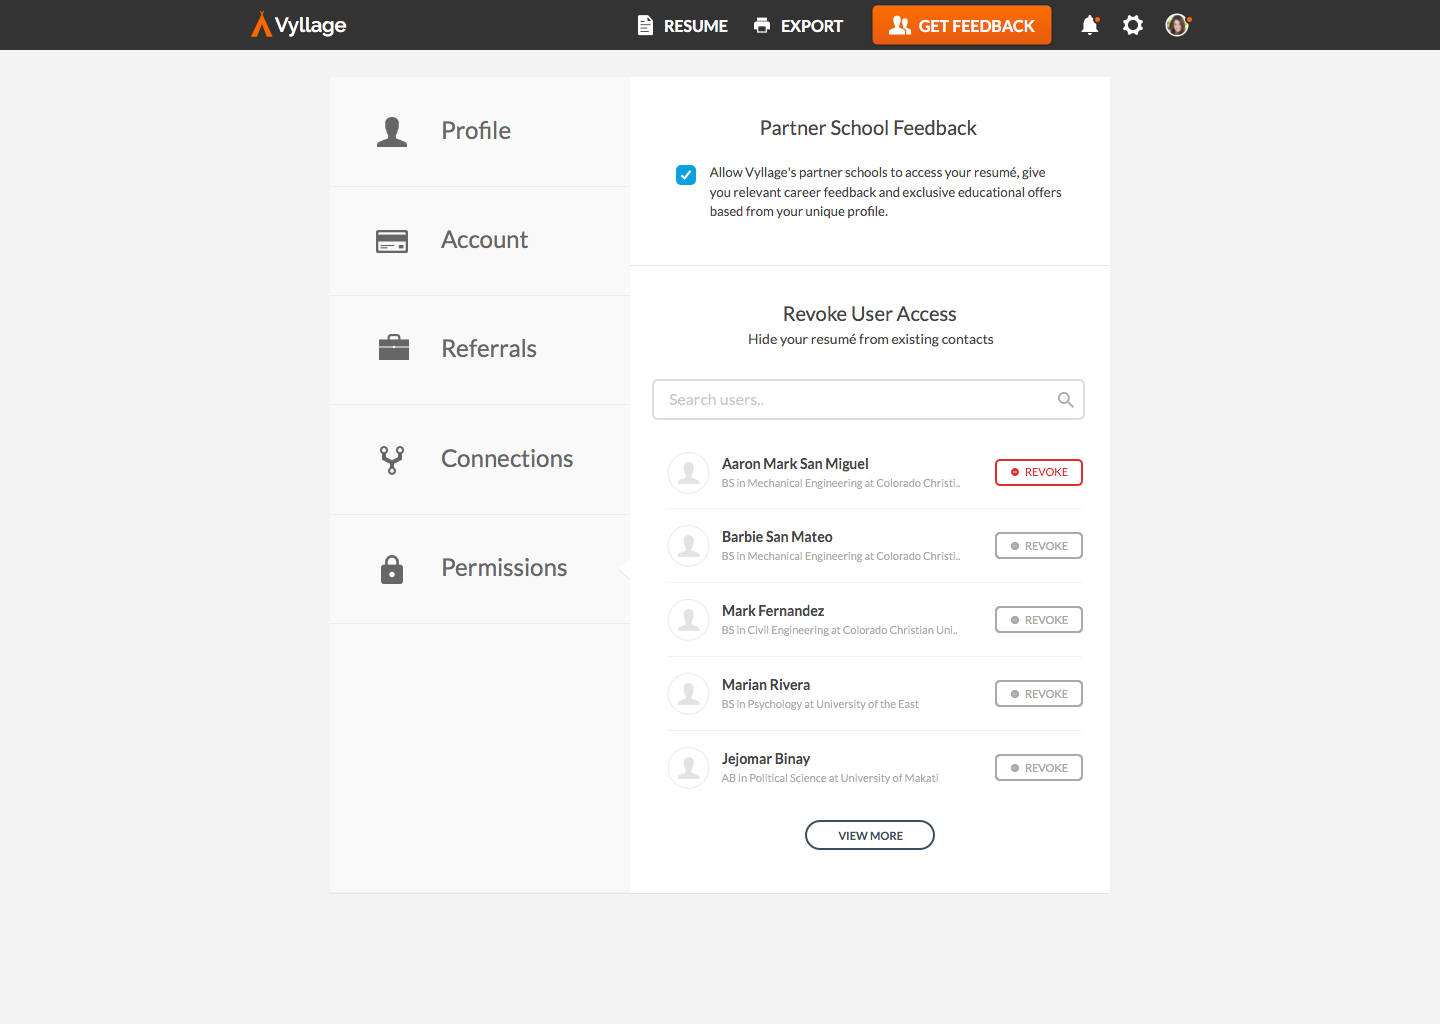 Vyllage
RESUME
EXPORT
GET FEEDBACK
Profile
Account
Referrals
Connections
Permissions
Partner School Feedback
Allow Vyllage's partner schools to access your resumé, give
you relevant career feedback and exclusive educational offers
based from your unique profile.
Revoke User Access
Hide your resumé from existing contacts
Search users..
Aaron Mark San Miguel
BS in Mechanical Engineering at Colorado Christi..
REVOKE
Barbie San Mateo
BS in Mechanical Engineering at Colorado Christi..
REVOKE
Mark Fernandez
BS in Civil Engineering at Colorado Christian Uni..
REVOKE
Marian Rivera
BS in Psychology at University of the East
REVOKE
Jejomar Binay
AB in Political Science at University of Makati
REVOKE
VIEW MORE